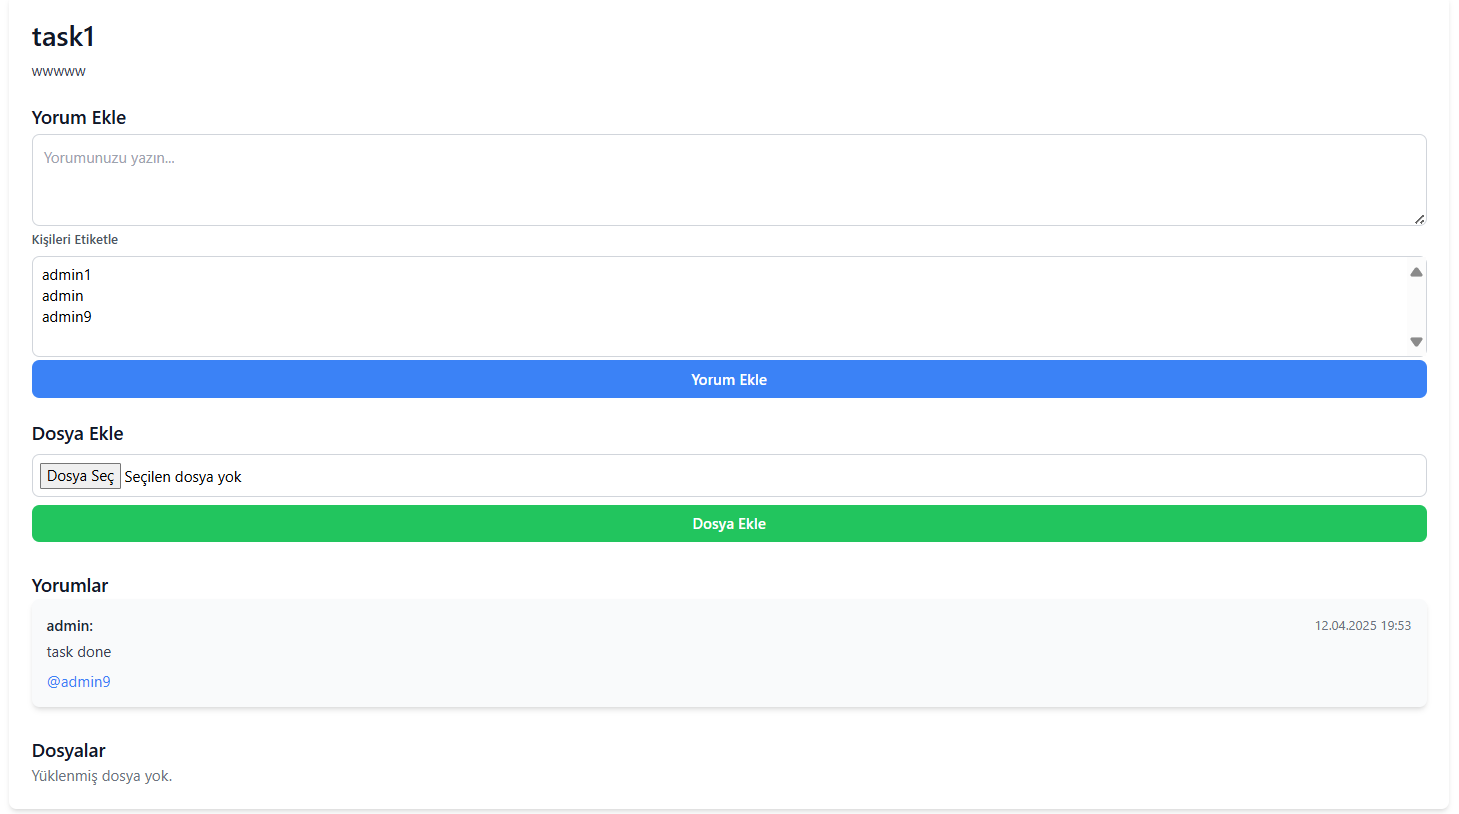 task1
wwwww
Yorum Ekle
Yorumunuzu yazın...
Kişileri Etiketle
admin1
admin
admin9
Yorum Ekle
Dosya Ekle
Dosya Seç Seçilen dosya yok
Dosya Ekle
Yorumlar
admin: 12.04.2025 19:53
task done
@admin9
Dosyalar
Yüklenmiş dosya yok.